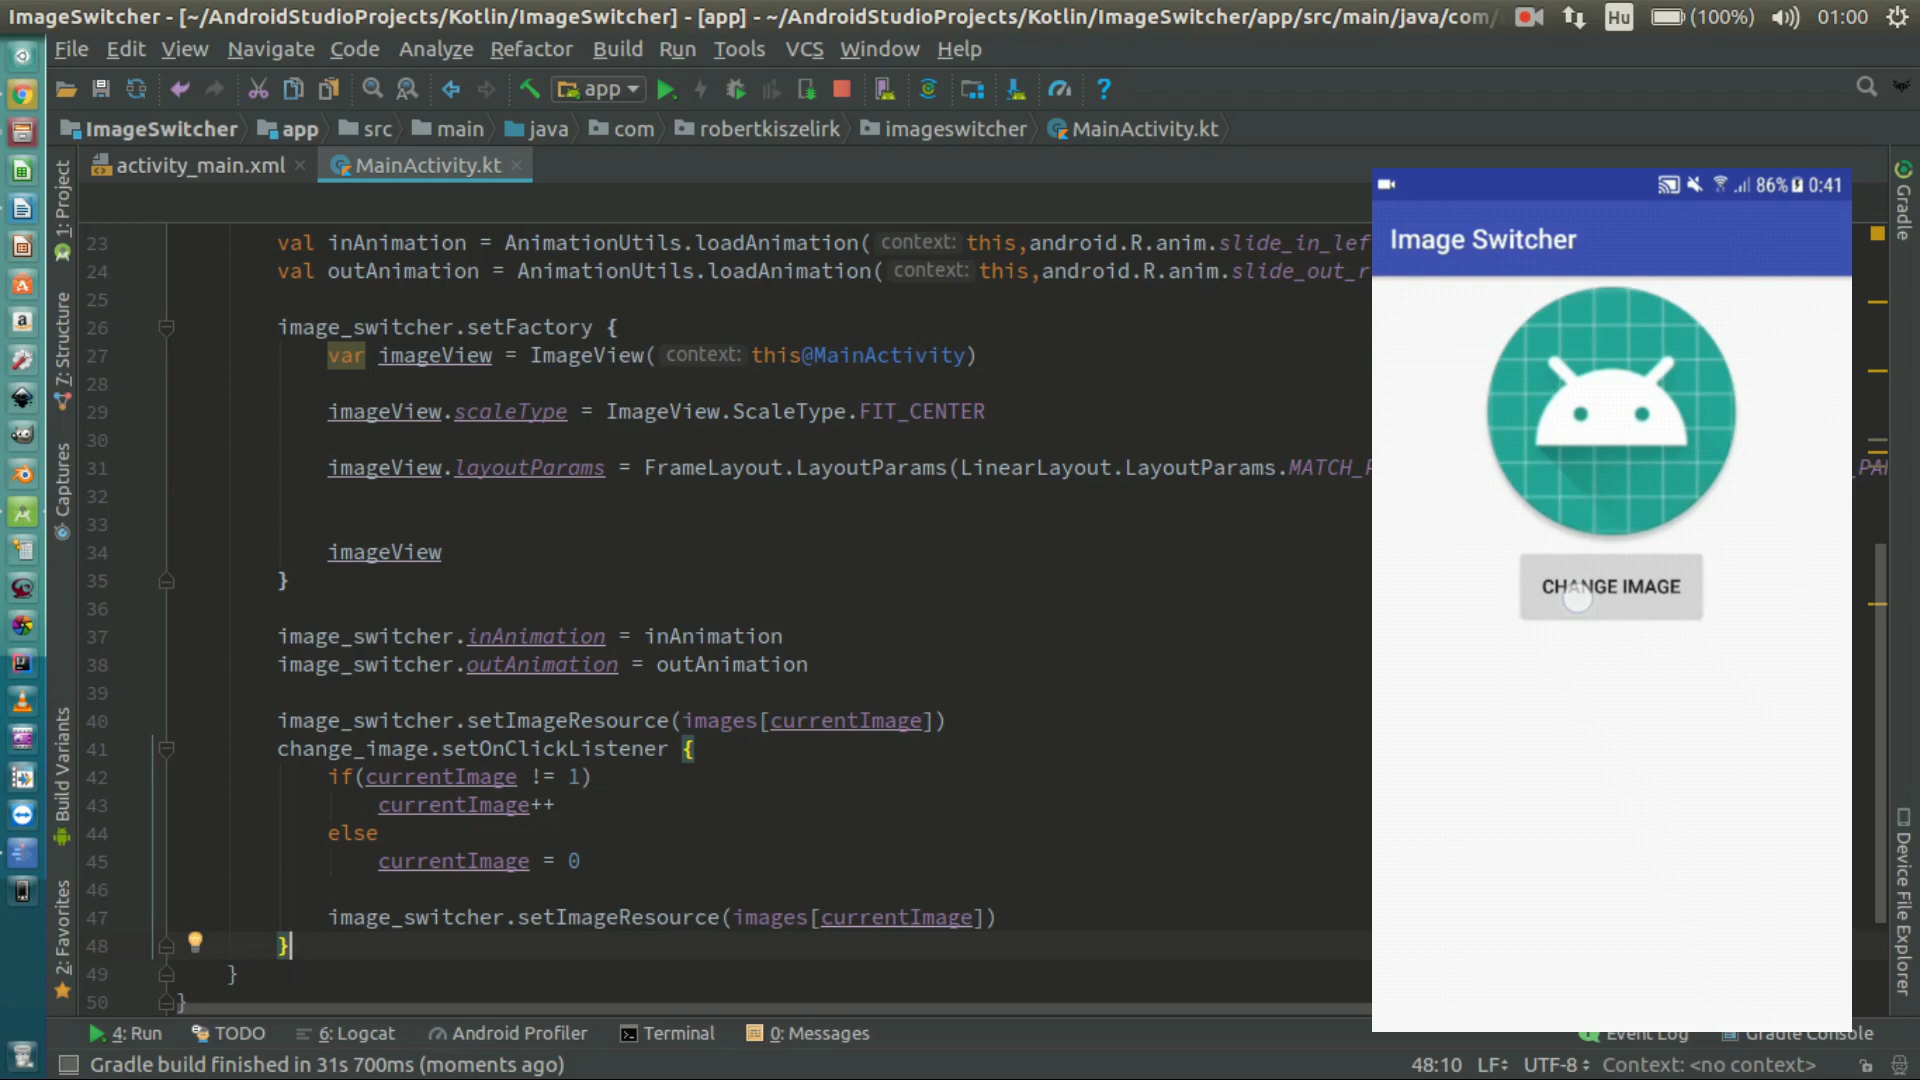 ImageSwitcher - [~/AndroidStudioProjects/Kotlin/ImageSwitcher] - [app] - ~/AndroidStudioProjects/Kotlin/ImageSwitcher/app/src/main/java/com/
Hu (100%) 01:00
File Edit View Navigate Code Analyze Refactor Build Run Tools VCS Window Help
app
ImageSwitcher app src main java com robertkiszelirk imageswitcher MainActivity.kt
activity_main.xml MainActivity.kt
1: Project
7: Structure
Captures
Build Variants
2: Favorites
23 val inAnimation = AnimationUtils.loadAnimation( context: this,android.R.anim.slide_in_lef
24 val outAnimation = AnimationUtils.loadAnimation( context: this,android.R.anim.slide_out_r
25
26 image_switcher.setFactory {
27 var imageView = ImageView( context: this@MainActivity)
28
29 imageView.scaleType = ImageView.ScaleType.FIT_CENTER
30
31 imageView.layoutParams = FrameLayout.LayoutParams(LinearLayout.LayoutParams.MATCH_P
32
33
34 imageView
35 }
36
37 image_switcher.inAnimation = inAnimation
38 image_switcher.outAnimation = outAnimation
39
40 image_switcher.setImageResource(images[currentImage])
41 change_image.setOnClickListener {
42 if(currentImage != 1)
43 currentImage++
44 else
45 currentImage = 0
46
47 image_switcher.setImageResource(images[currentImage])
48 }
49 }
50 }
86% 0:41
Image Switcher
CHANGE IMAGE
Gradle
Device File Explorer
4: Run TODO 6: Logcat Android Profiler Terminal 0: Messages Event Log Gradle Console
Gradle build finished in 31s 700ms (moments ago) 48:10 LF UTF-8 Context: <no context>